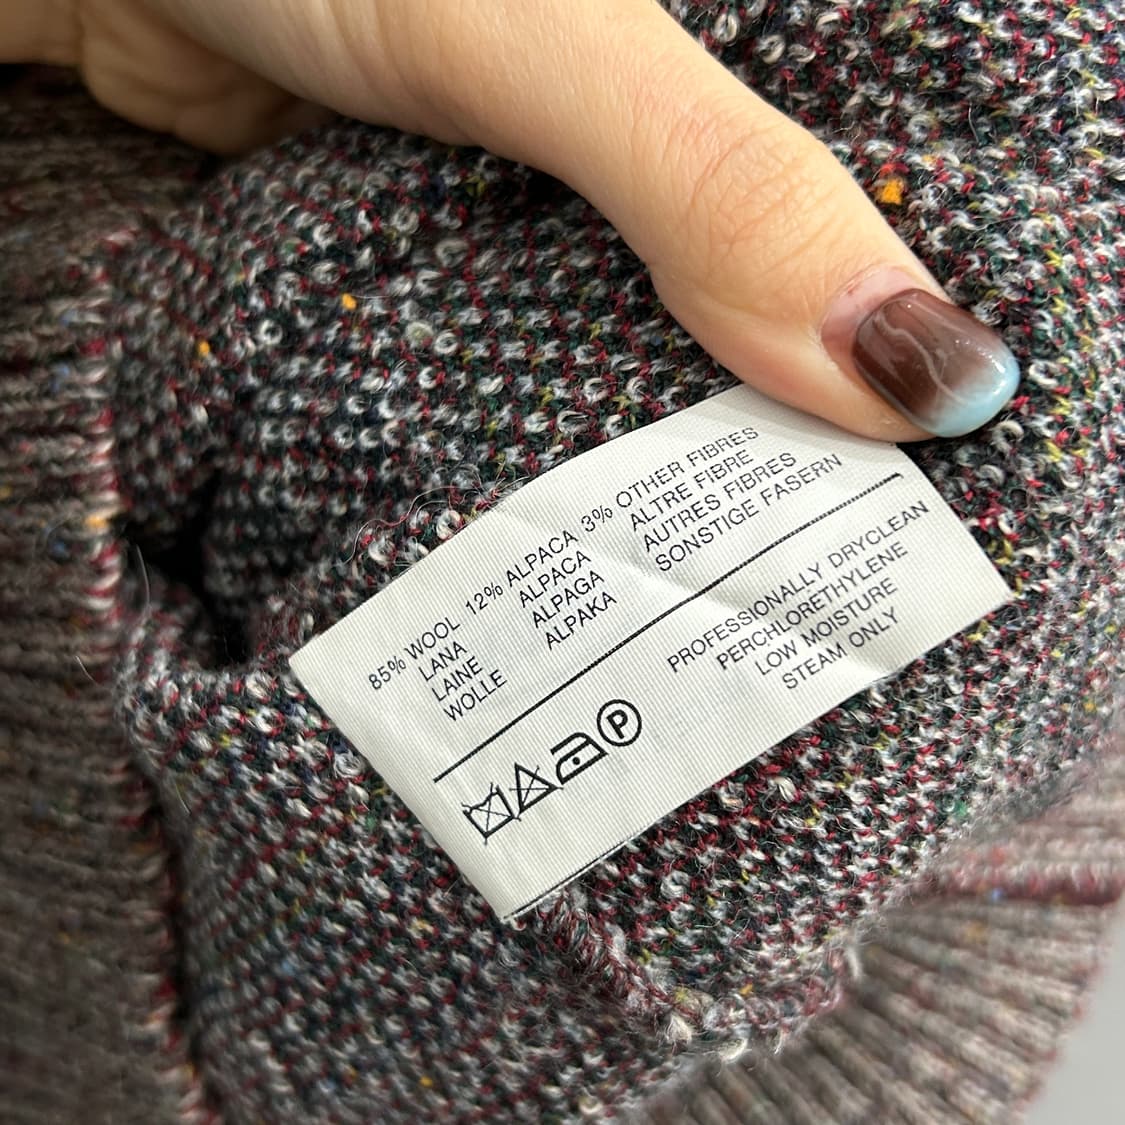 85% WOOL 12% ALPACA 3% OTHER FIBRES
LANA ALPACA ALTRE FIBRE
LAINE ALPAGA AUTRES FIBRES
WOLLE ALPAKA SONSTIGE FASERN
PROFESSIONALLY DRYCLEAN
PERCHLORETHYLENE
LOW MOISTURE
STEAM ONLY
P